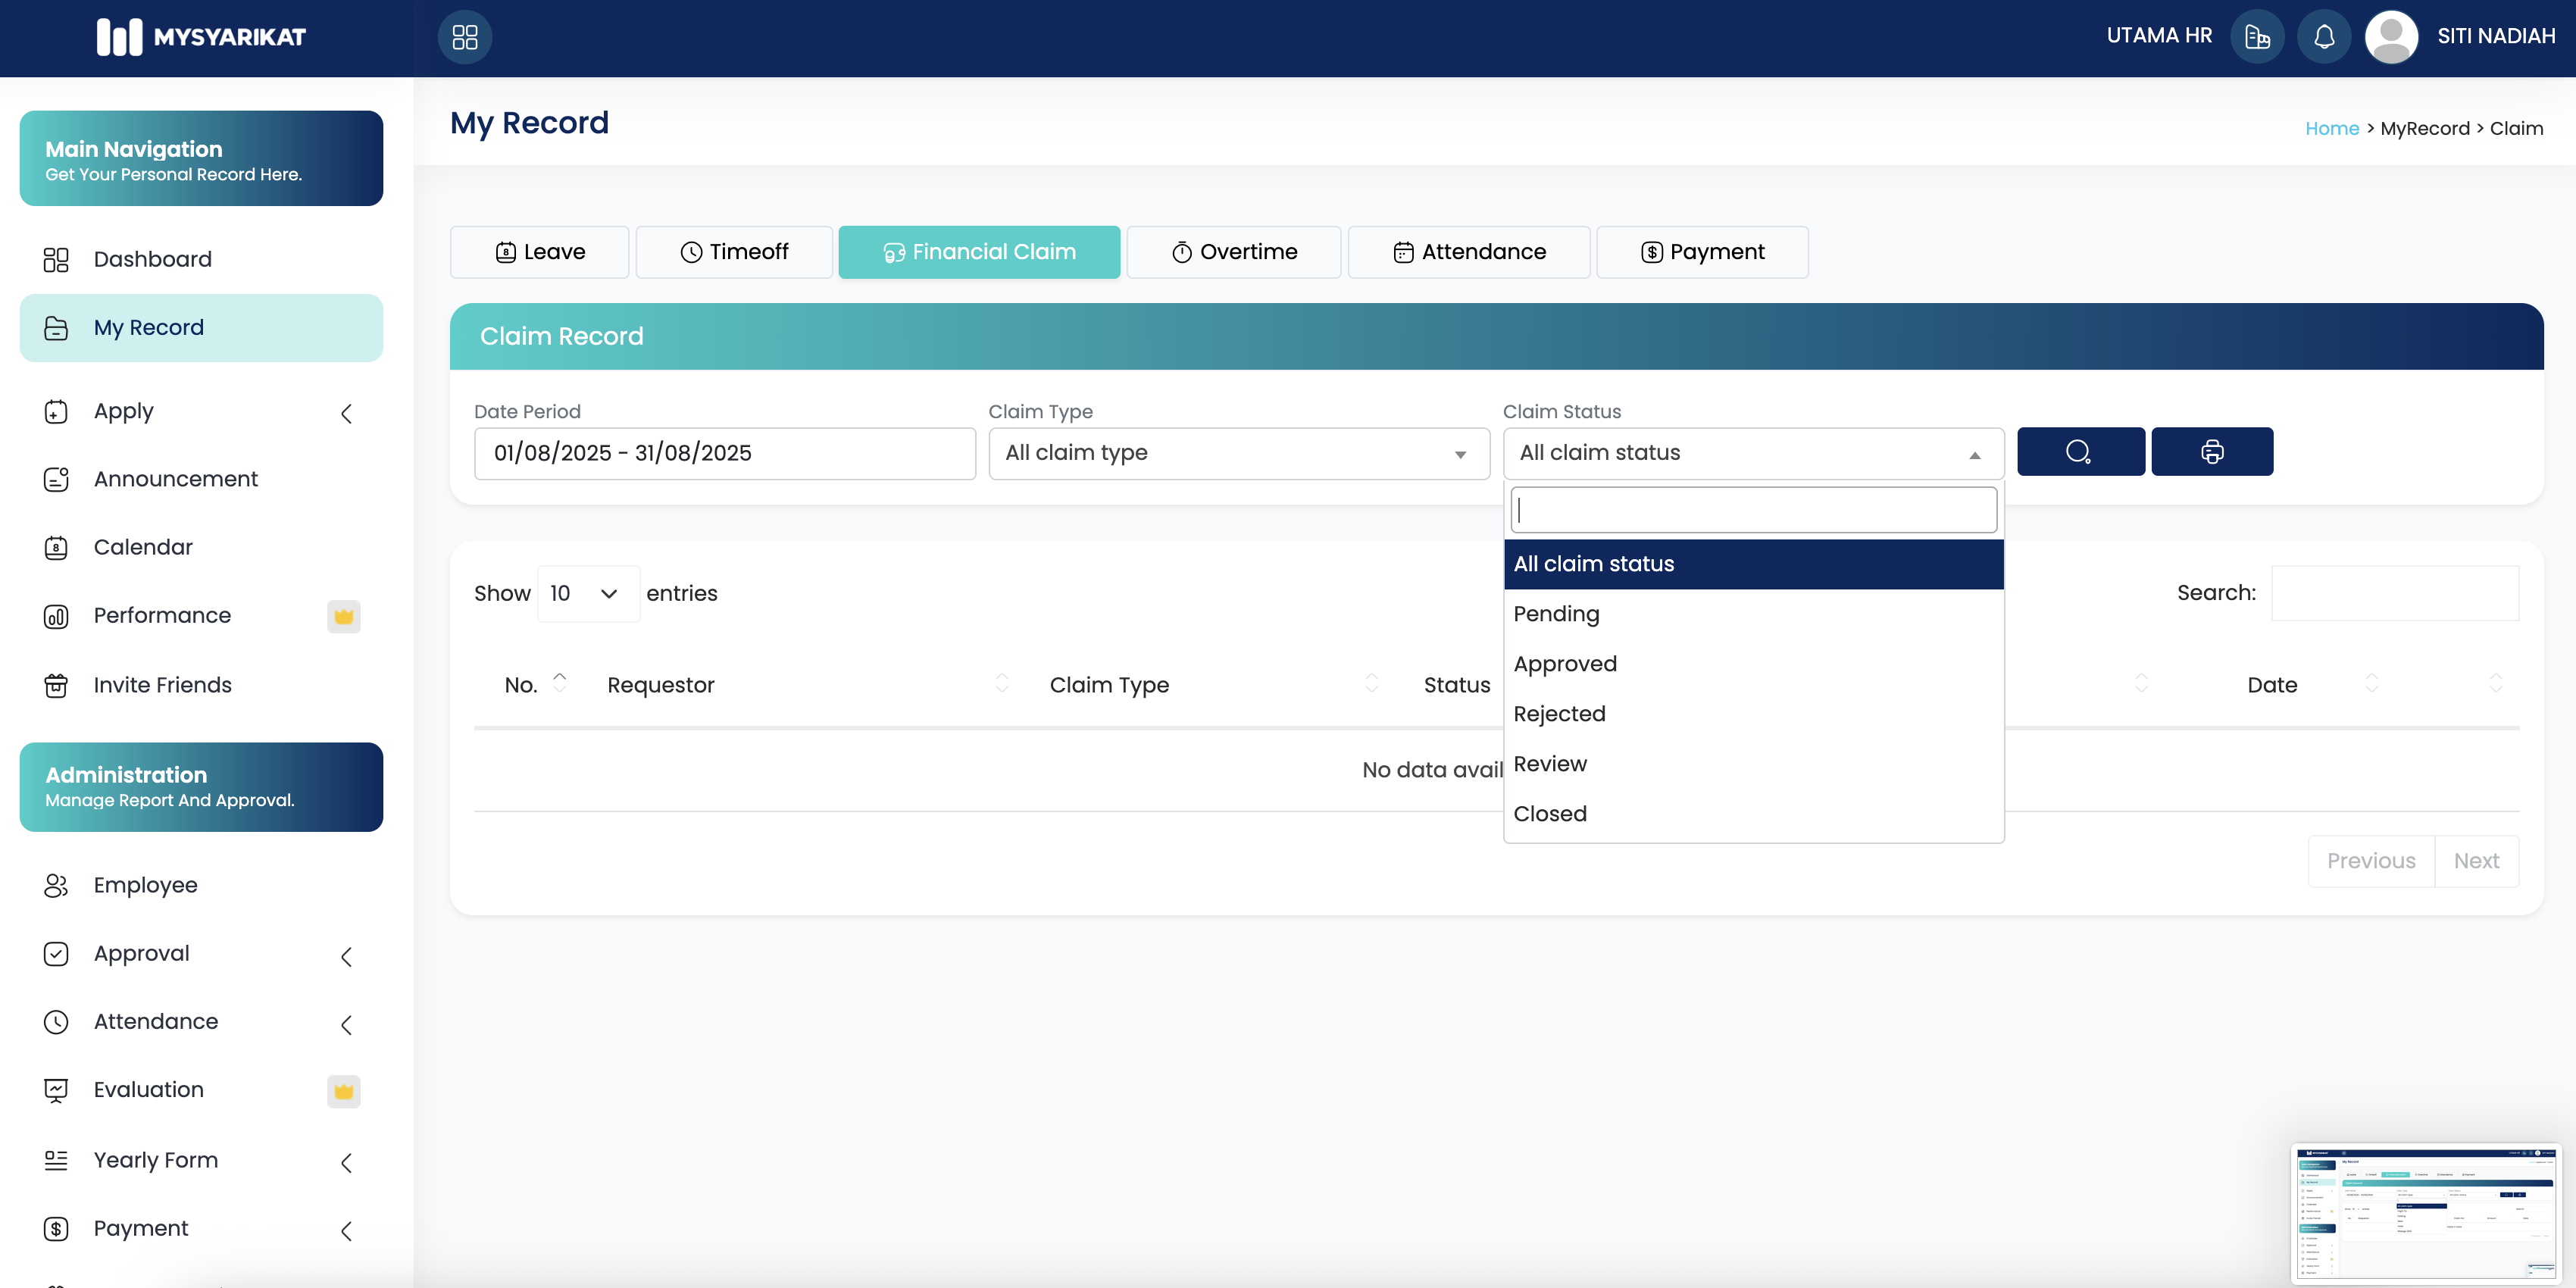 MYSYARIKAT
UTAMA HR
SITI NADIAH
Main Navigation
Get Your Personal Record Here.
Dashboard
My Record
Apply
Announcement
Calendar
Performance
Invite Friends
Administration
Manage Report And Approval.
Employee
Approval
Attendance
Evaluation
Yearly Form
Payment
My Record
Home > MyRecord > Claim
Leave
Timeoff
Financial Claim
Overtime
Attendance
Payment
Claim Record
Date Period
Claim Type
Claim Status
01/08/2025 - 31/08/2025
All claim type
All claim status
All claim status
Pending
Approved
Rejected
Review
Closed
Show 10 entries
Search:
No.
Requestor
Claim Type
Status
Date
No data avail
Previous
Next